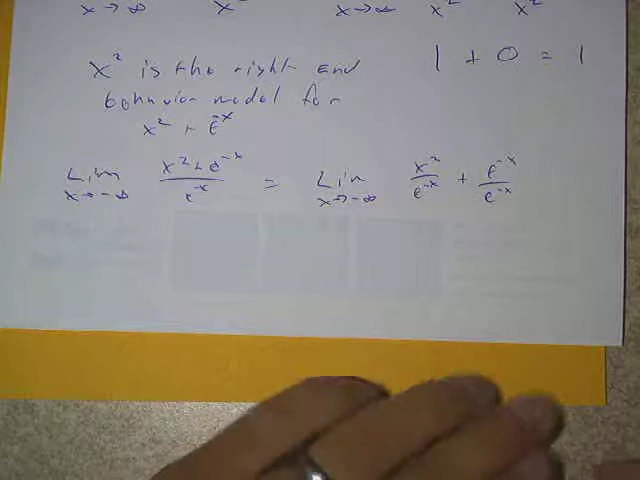 x→∞ x² x→∞ x² x²
x² is the right end 1 + 0 = 1
behavior model for
x² + e^-x
Lim x→-∞ (x²+e^-x)/(e^-x) = Lim x→-∞ x²/e^-x + e^-x/e^-x